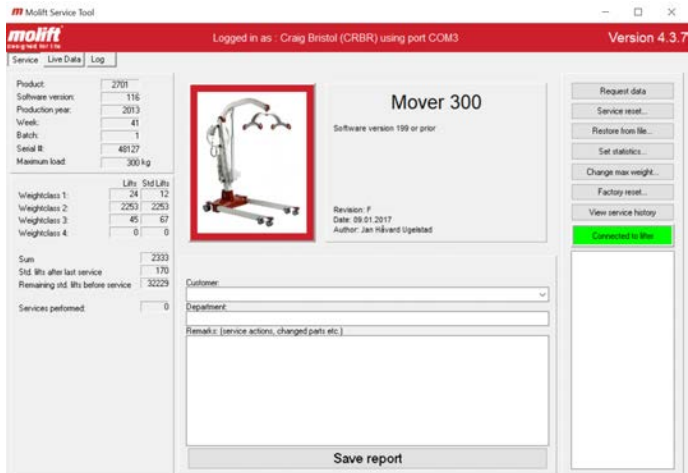 Molift Service Tool
molift
Designed for life
Logged in as : Craig Bristol (CRBR) using port COM3
Version 4.3.7
Service
Live Data
Log
Product: 2701
Software version: 116
Production year: 2013
Week: 41
Batch: 1
Serial #: 48127
Maximum load: 300 kg
Lifts Std Lifts
Weightclass 1: 24 12
Weightclass 2: 2253 2253
Weightclass 3: 45 67
Weightclass 4: 0 0
Sum 2333
Std. lifts after last service 170
Remaining std. lifts before service 32229
Services performed: 0
Mover 300
Software version 199 or prior
Revision: F
Date: 09.01.2017
Author: Jan Håvard Ugelstad
Customer:
Department:
Remarks: (service actions, changed parts etc.)
Save report
Request data
Service reset...
Restore from file...
Set statistics...
Change max weight...
Factory reset...
View service history
Connected to lifter